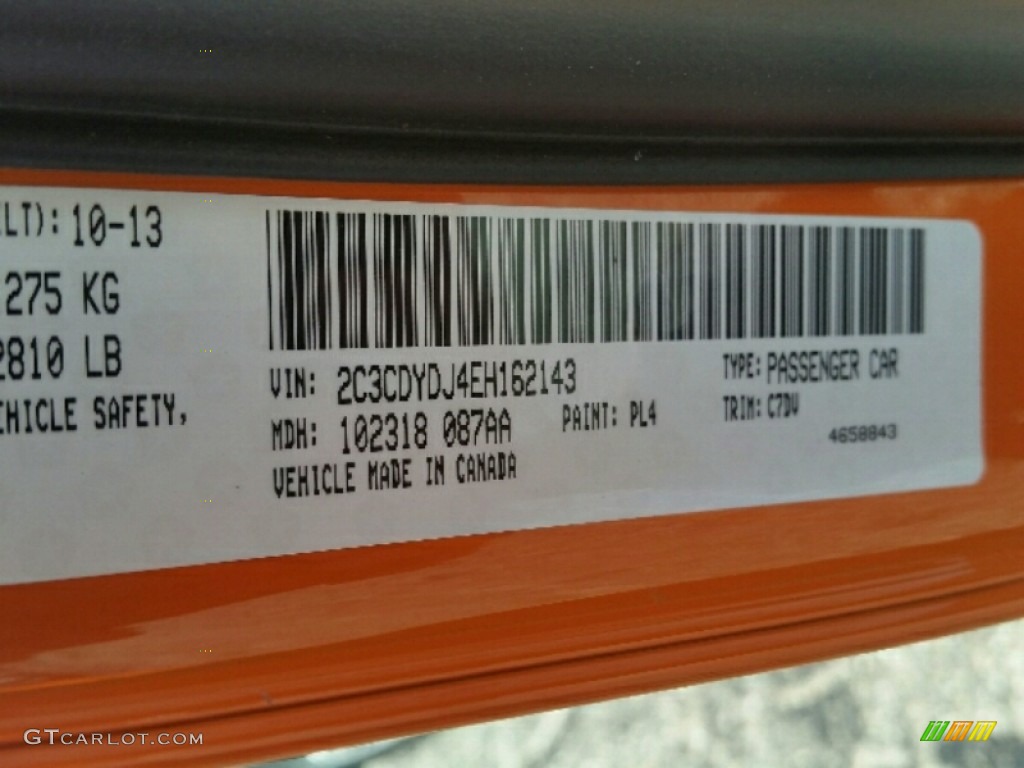 LT): 10-13
275 KG
2810 LB
EHICLE SAFETY,
VIN: 2C3CDYDJ4EH162143
TYPE: PASSENGER CAR
MDH: 102318 087AA
PAINT: PL4
TRIM: C7DV
4658843
VEHICLE MADE IN CANADA
GTCARLOT.COM